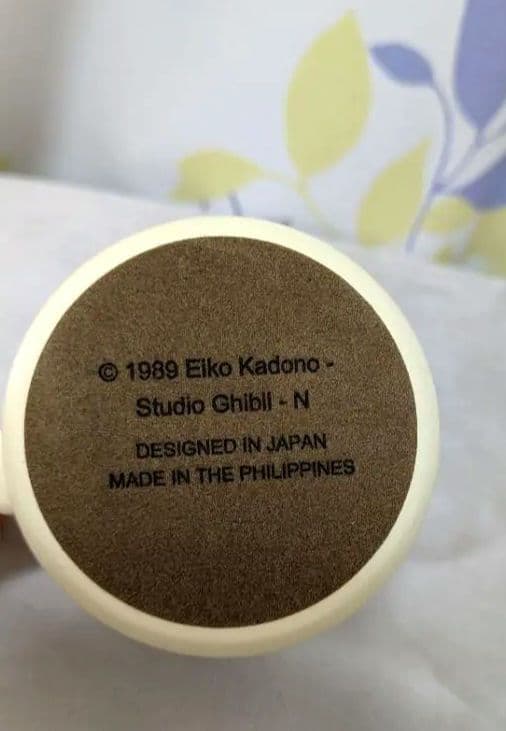 © 1989 Eiko Kadono -
Studio Ghibli - N
DESIGNED IN JAPAN
MADE IN THE PHILIPPINES